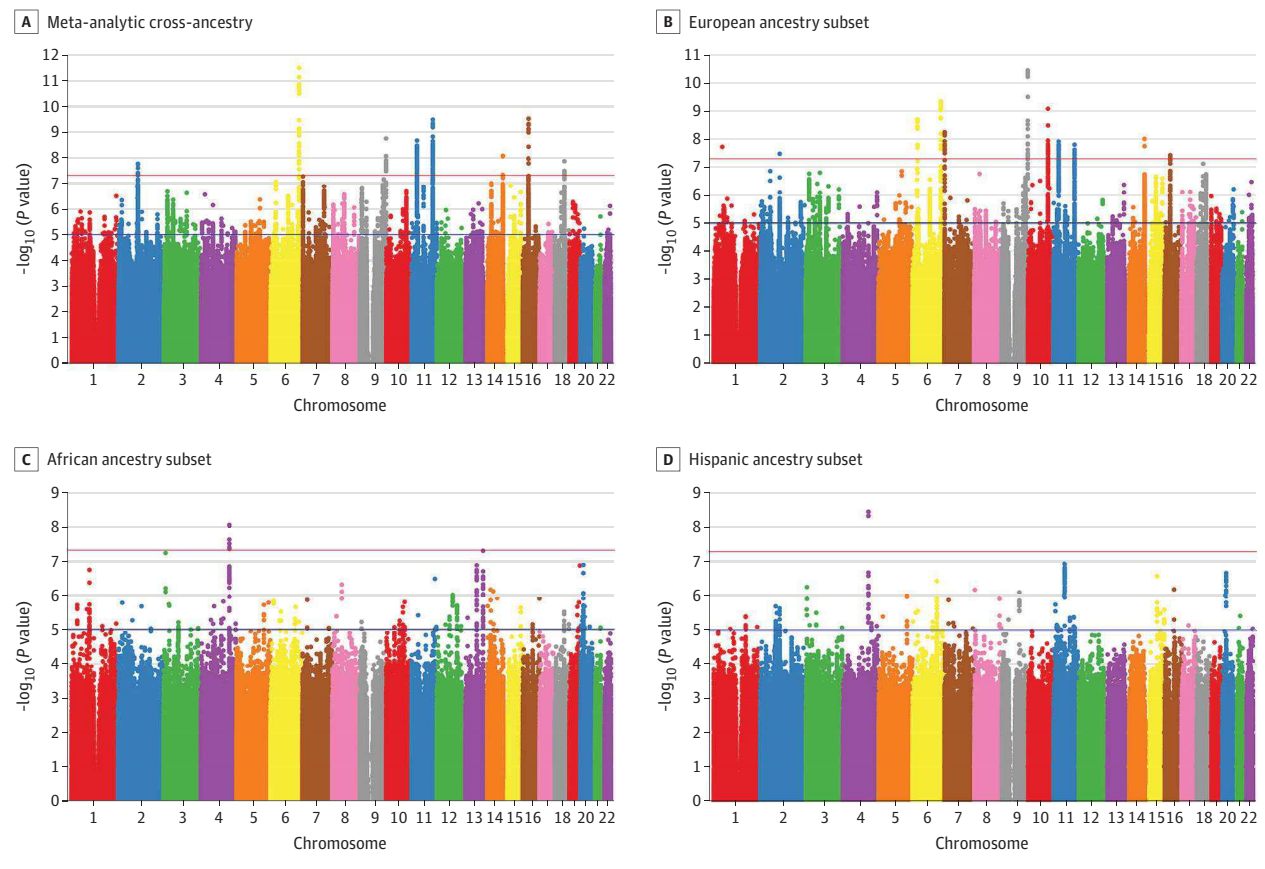 A Meta-analytic cross-ancestry
12
11
10
9
8
7
6
5
4
3
2
1
0
-log10 (P value)
1 2 3 4 5 6 7 8 9 10 11 12 13 14 15 16 18 20 22
Chromosome
B European ancestry subset
11
10
9
8
7
6
5
4
3
2
1
0
-log10 (P value)
1 2 3 4 5 6 7 8 9 10 11 12 13 14 15 16 18 20 22
Chromosome
C African ancestry subset
9
8
7
6
5
4
3
2
1
0
-log10 (P value)
1 2 3 4 5 6 7 8 9 10 11 12 13 14 15 16 18 20 22
Chromosome
D Hispanic ancestry subset
9
8
7
6
5
4
3
2
1
0
-log10 (P value)
1 2 3 4 5 6 7 8 9 10 11 12 13 14 15 16 18 20 22
Chromosome